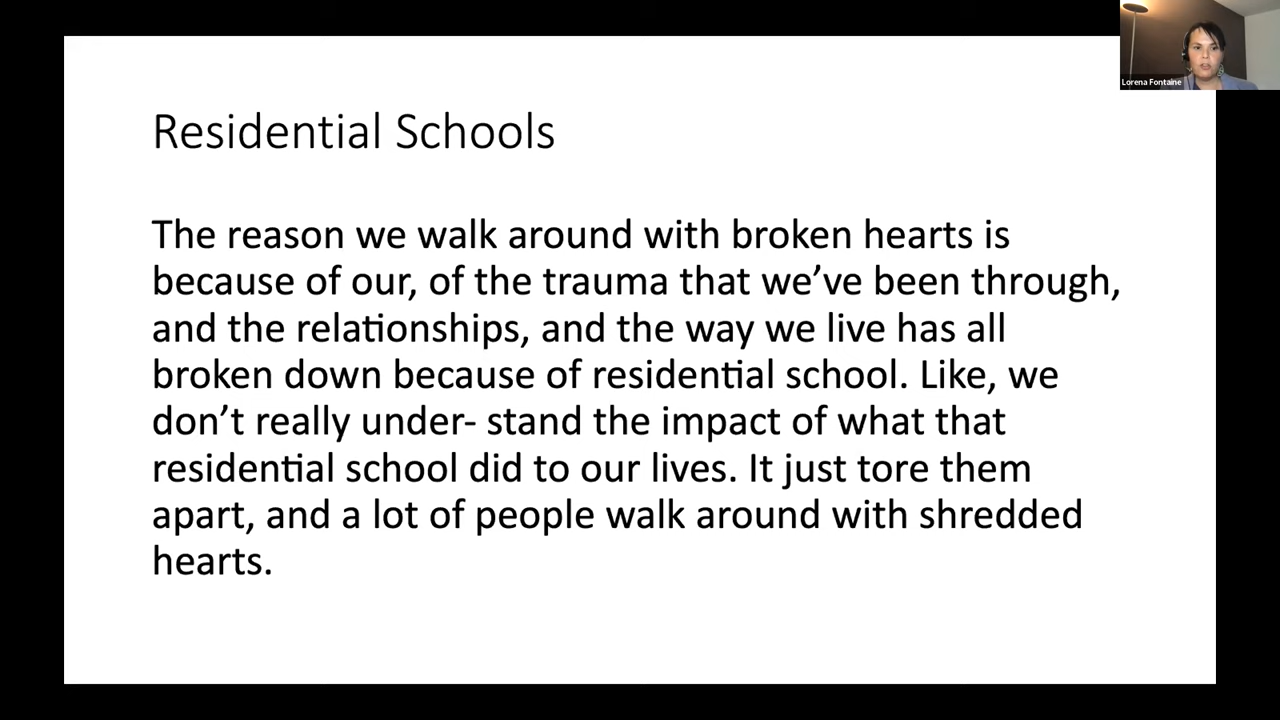 Lorena Fontaine
Residential Schools
The reason we walk around with broken hearts is
because of our, of the trauma that we’ve been through,
and the relationships, and the way we live has all
broken down because of residential school. Like, we
don’t really under- stand the impact of what that
residential school did to our lives. It just tore them
apart, and a lot of people walk around with shredded
hearts.